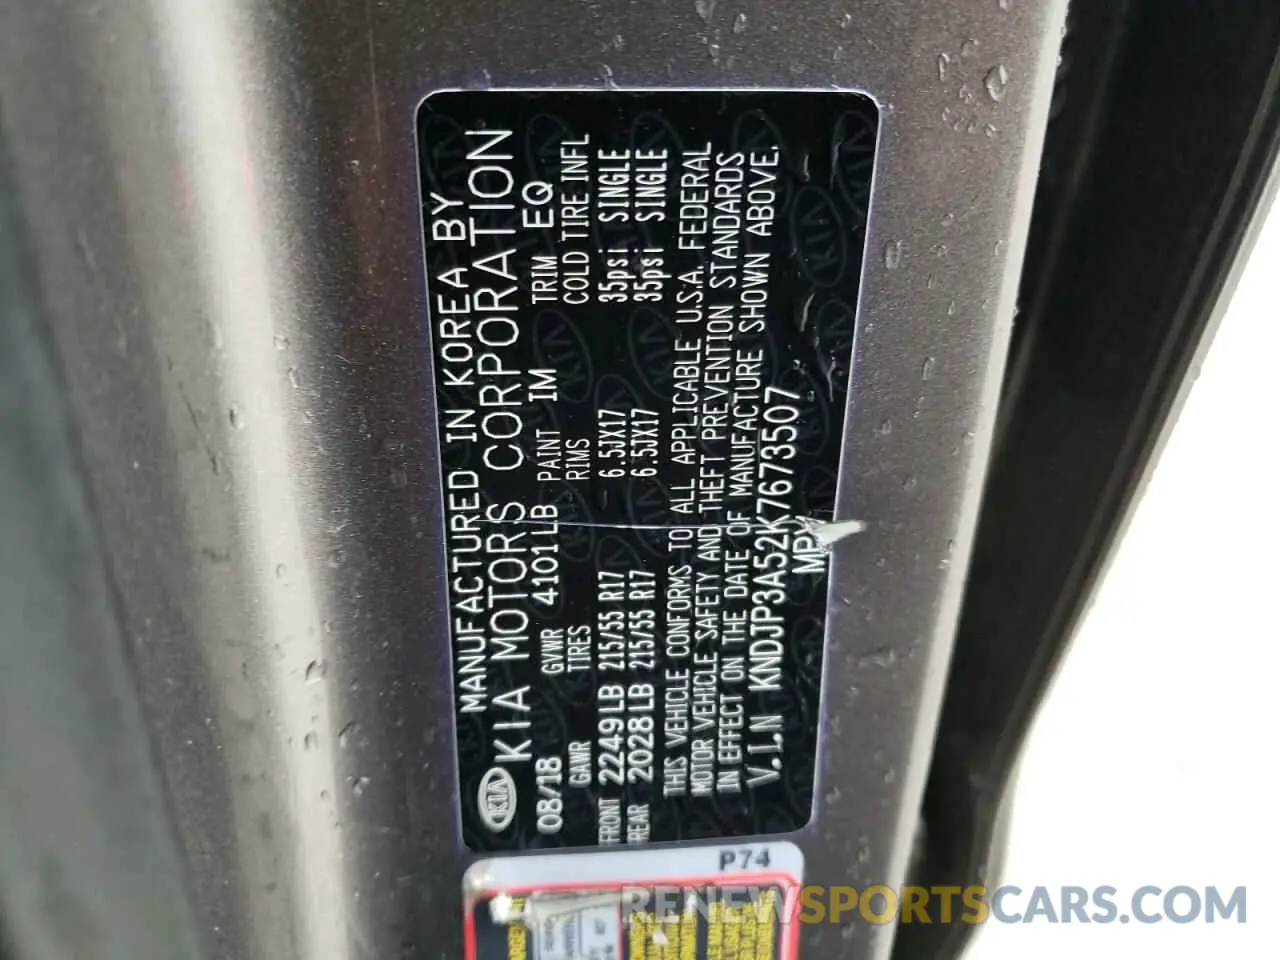 MANUFACTURED IN KOREA BY
KIA KIA MOTORS CORPORATION
08/18 GVWR 4101LB PAINT IM TRIM EQ
GAWR TIRES RIMS COLD TIRE INFL
FRONT 2249LB 215/55 R17 6.5JX17 35psi SINGLE
REAR 2028LB 215/55 R17 6.5JX17 35psi SINGLE
THIS VEHICLE CONFORMS TO ALL APPLICABLE U.S.A. FEDERAL
MOTOR VEHICLE SAFETY AND THEFT PREVENTION STANDARDS
IN EFFECT ON THE DATE OF MANUFACTURE SHOWN ABOVE.
V.I.N KNDJP3A52K7673507
P74
RENEWSPORTSCARS.COM